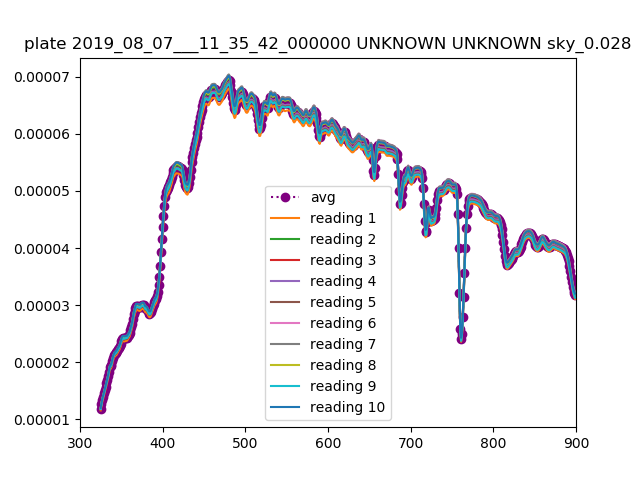 plate 2019_08_07___11_35_42_000000 UNKNOWN UNKNOWN sky_0.028
0.00007
0.00006
0.00005
0.00004
0.00003
0.00002
0.00001
avg
reading 1
reading 2
reading 3
reading 4
reading 5
reading 6
reading 7
reading 8
reading 9
reading 10
300 400 500 600 700 800 900